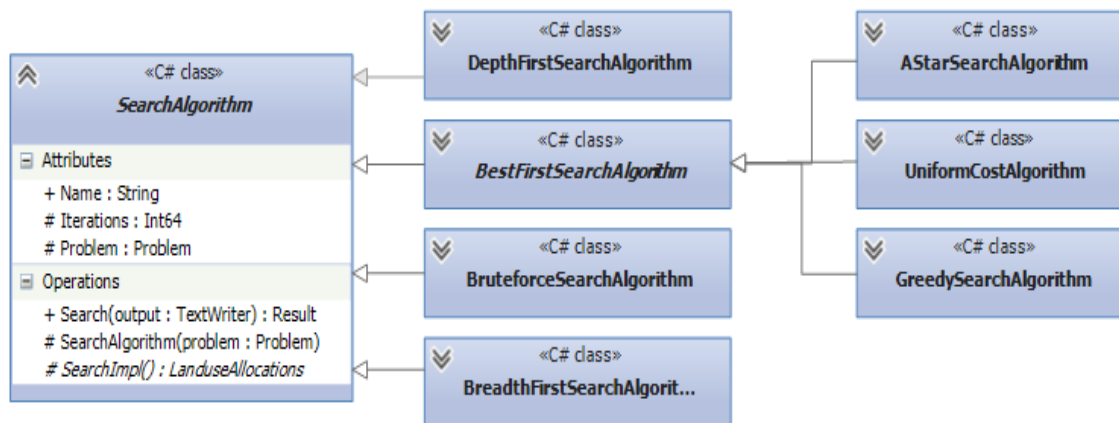 «C# class»
SearchAlgorithm
Attributes
+ Name : String
# Iterations : Int64
# Problem : Problem
Operations
+ Search(output : TextWriter) : Result
# SearchAlgorithm(problem : Problem)
# SearchImpl() : LanduseAllocations
«C# class»
DepthFirstSearchAlgorithm
«C# class»
BestFirstSearchAlgorithm
«C# class»
BruteforceSearchAlgorithm
«C# class»
BreadthFirstSearchAlgorit...
«C# class»
AStarSearchAlgorithm
«C# class»
UniformCostAlgorithm
«C# class»
GreedySearchAlgorithm